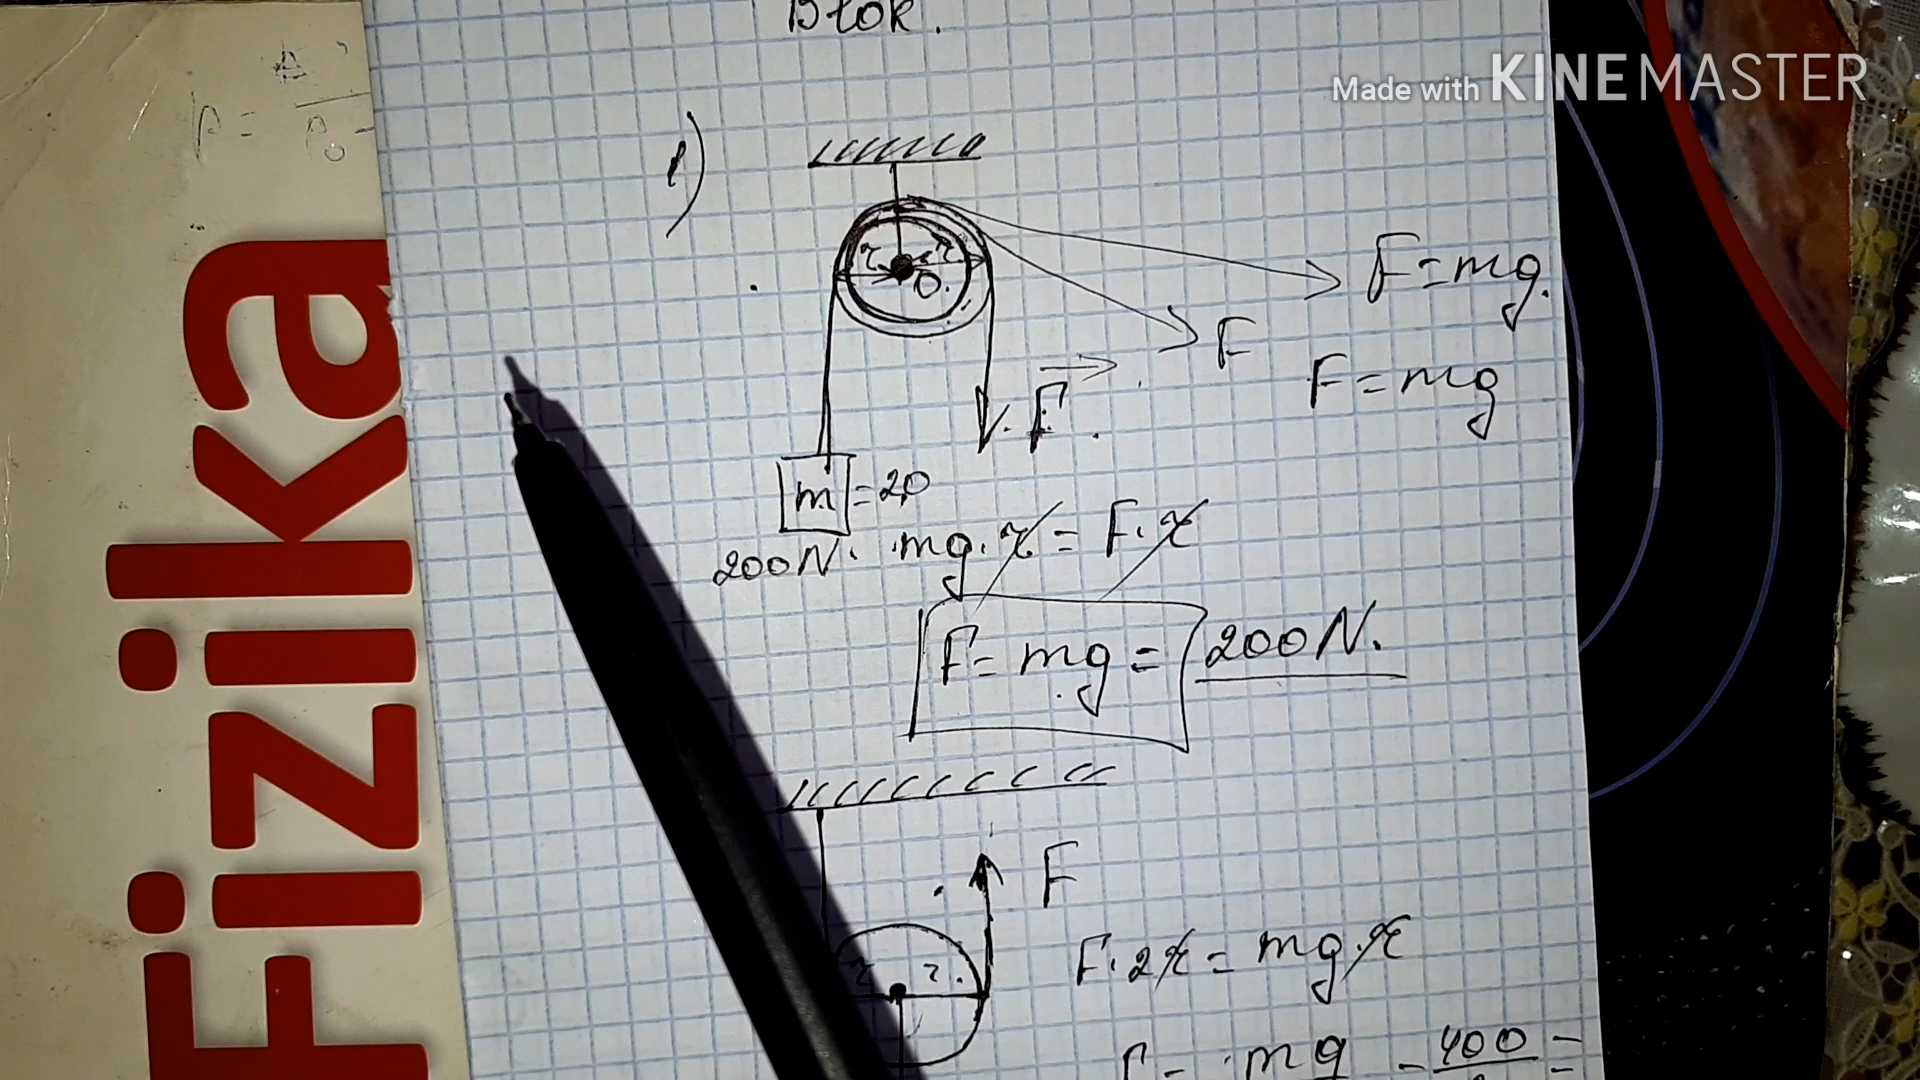 Blok.
Made with KINEMASTER
Fizika
1)
r r
O.
F = mg.
F
F = mg
F.
m = 20
200N. mg.r = F.r
F = mg = 200N.
F
r r.
F.2r = mg.r
mg - 400 =